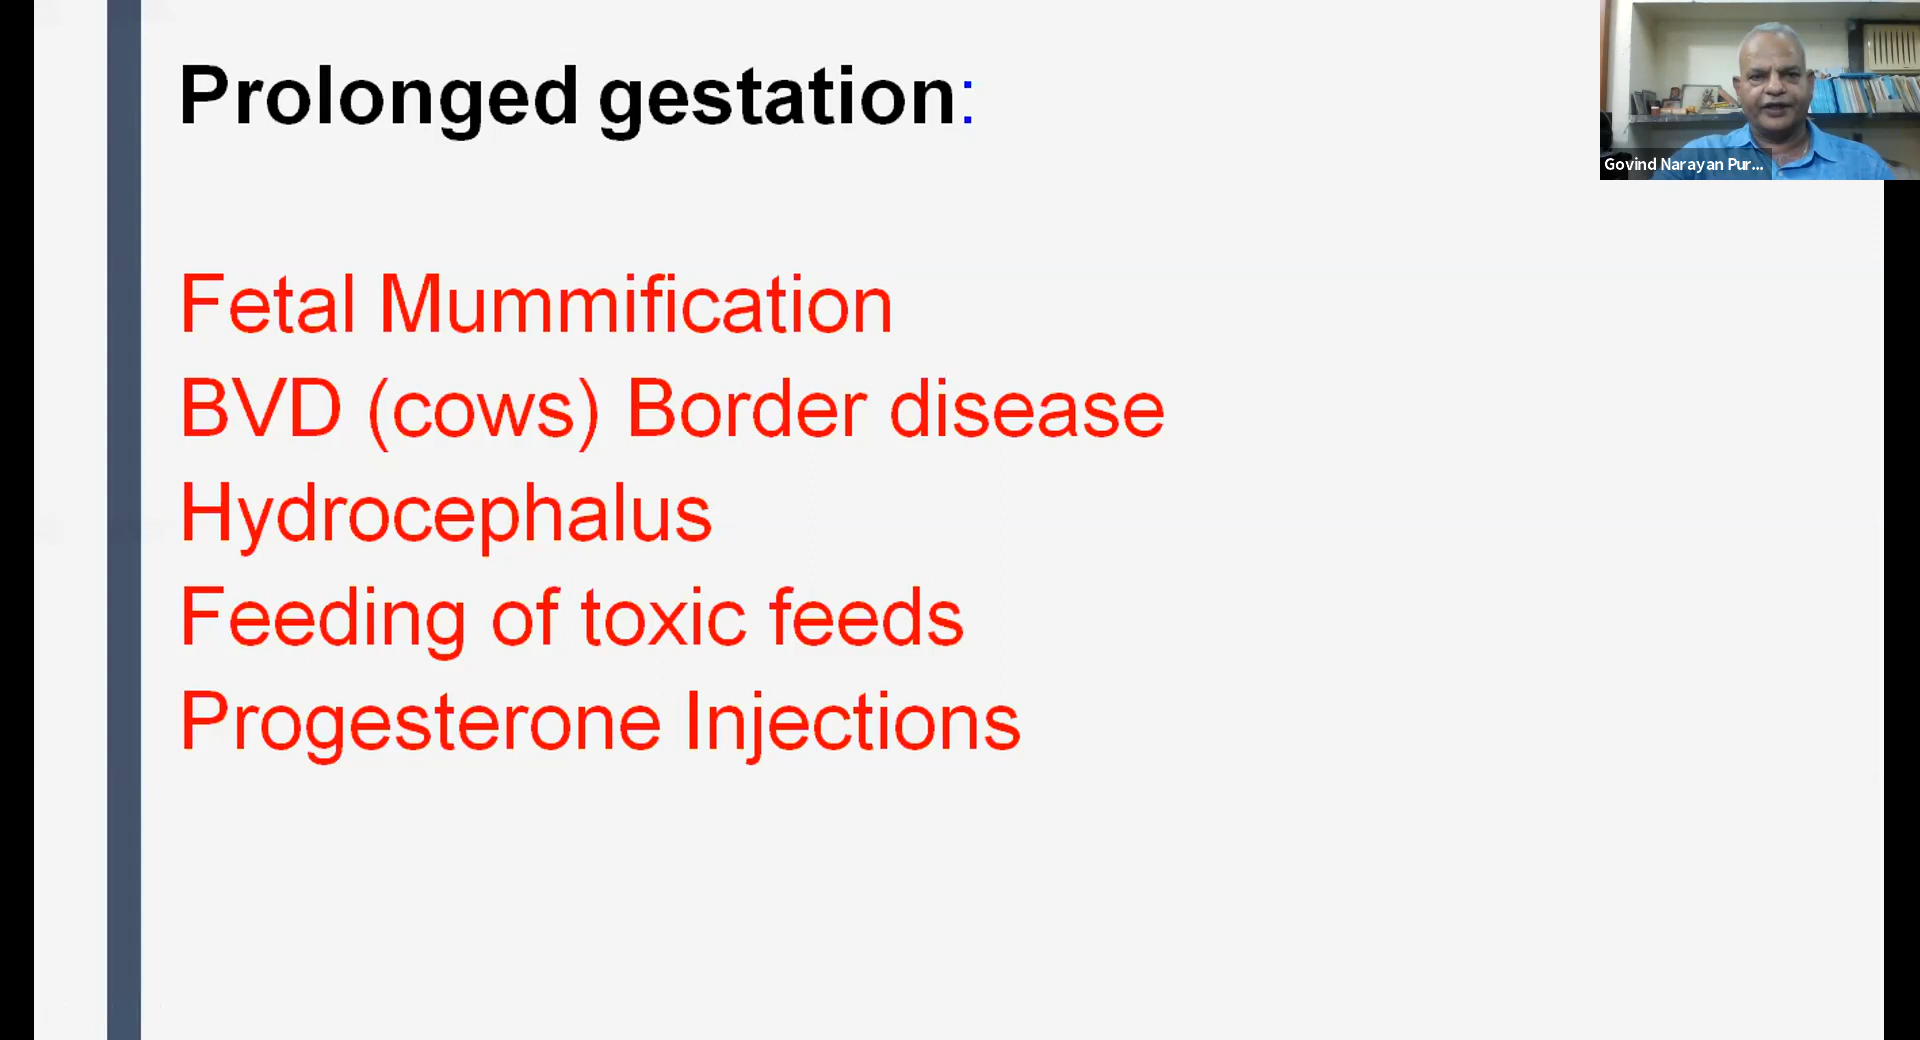 Prolonged gestation:
Govind Narayan Pur...
Fetal Mummification
BVD (cows) Border disease
Hydrocephalus
Feeding of toxic feeds
Progesterone Injections